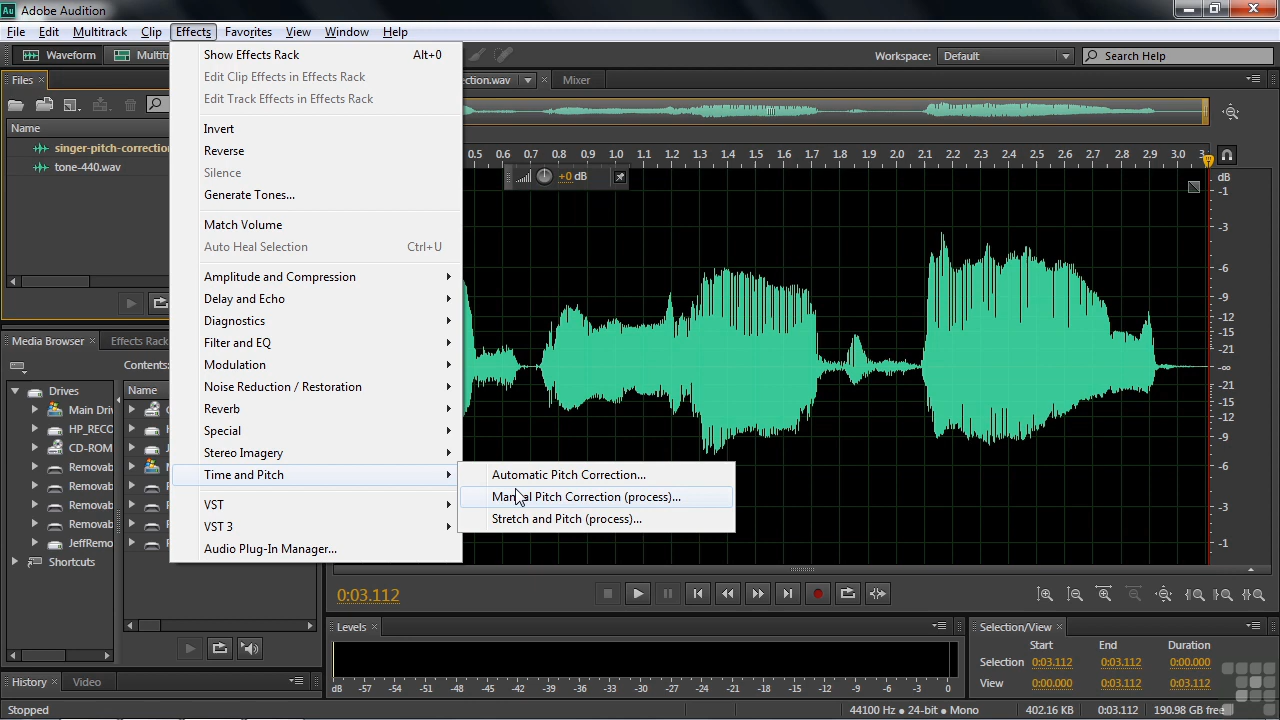 Au Adobe Audition
File Edit Multitrack Clip Effects Favorites View Window Help
Waveform Multitr Workspace: Default Search Help
Files ction.wav Mixer
Name
singer-pitch-correction
tone-440.wav
Show Effects Rack Alt+0
Edit Clip Effects in Effects Rack
Edit Track Effects in Effects Rack
Invert
Reverse
Silence
Generate Tones...
Match Volume
Auto Heal Selection Ctrl+U
Amplitude and Compression
Delay and Echo
Diagnostics
Filter and EQ
Modulation
Noise Reduction / Restoration
Reverb
Special
Stereo Imagery
Time and Pitch
VST
VST 3
Audio Plug-In Manager...
Automatic Pitch Correction...
Manual Pitch Correction (process)...
Stretch and Pitch (process)...
0.5 0.6 0.7 0.8 0.9 1.0 1.1 1.2 1.3 1.4 1.5 1.6 1.7 1.8 1.9 2.0 2.1 2.2 2.3 2.4 2.5 2.6 2.7 2.8 2.9 3.0 3.
+0 dB
dB
-1
-3
-6
-9
-12
-15
-21
-∞
-21
-15
-12
-9
-6
-3
-1
Media Browser Effects Rack
Contents:
Drives Name
Main Driv
HP_RECO
CD-ROM
Removab
Removab
Removab
Removab
JeffRemo
Shortcuts
0:03.112
Levels
dB -57 -54 -51 -48 -45 -42 -39 -36 -33 -30 -27 -24 -21 -18 -15 -12 -9 -6 -3 0
Selection/View
Start End Duration
Selection 0:03.112 0:03.112 0:00.000
View 0:00.000 0:03.112 0:03.112
History Video
Stopped 44100 Hz ● 24-bit ● Mono 402.16 KB 0:03.112 190.98 GB free